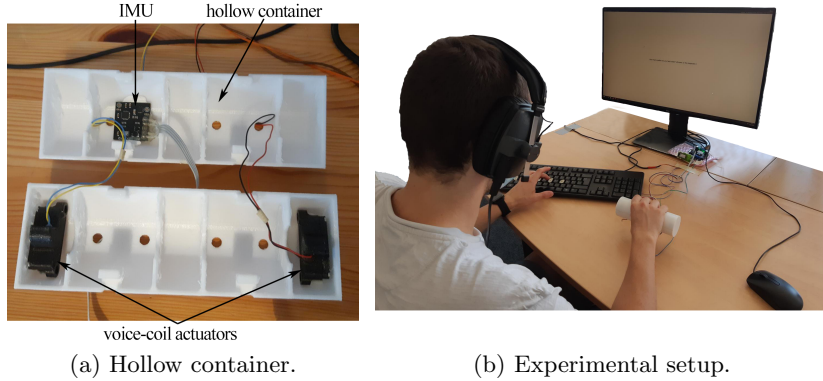 IMU
hollow container
voice-coil actuators
(a) Hollow container.
(b) Experimental setup.